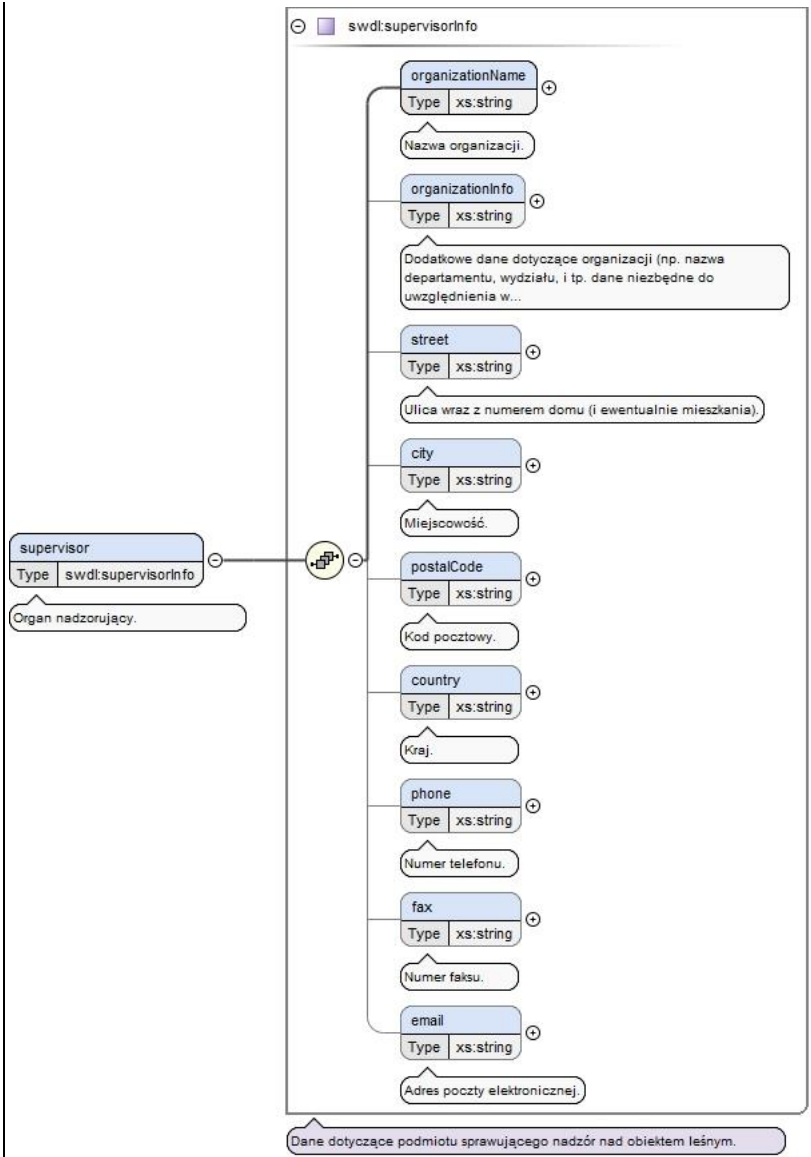 swdl:supervisorInfo
organizationName
Type xs:string
Nazwa organizacji.
organizationInfo
Type xs:string
Dodatkowe dane dotyczące organizacji (np. nazwa
departamentu, wydziału, i tp. dane niezbędne do
uwzględnienia w...
street
Type xs:string
Ulica wraz z numerem domu (i ewentualnie mieszkania).
city
Type xs:string
Miejscowość.
supervisor
Type swdl:supervisorInfo
Organ nadzorujący.
postalCode
Type xs:string
Kod pocztowy.
country
Type xs:string
Kraj.
phone
Type xs:string
Numer telefonu.
fax
Type xs:string
Numer faksu.
email
Type xs:string
Adres poczty elektronicznej.
Dane dotyczące podmiotu sprawującego nadzór nad obiektem leśnym.